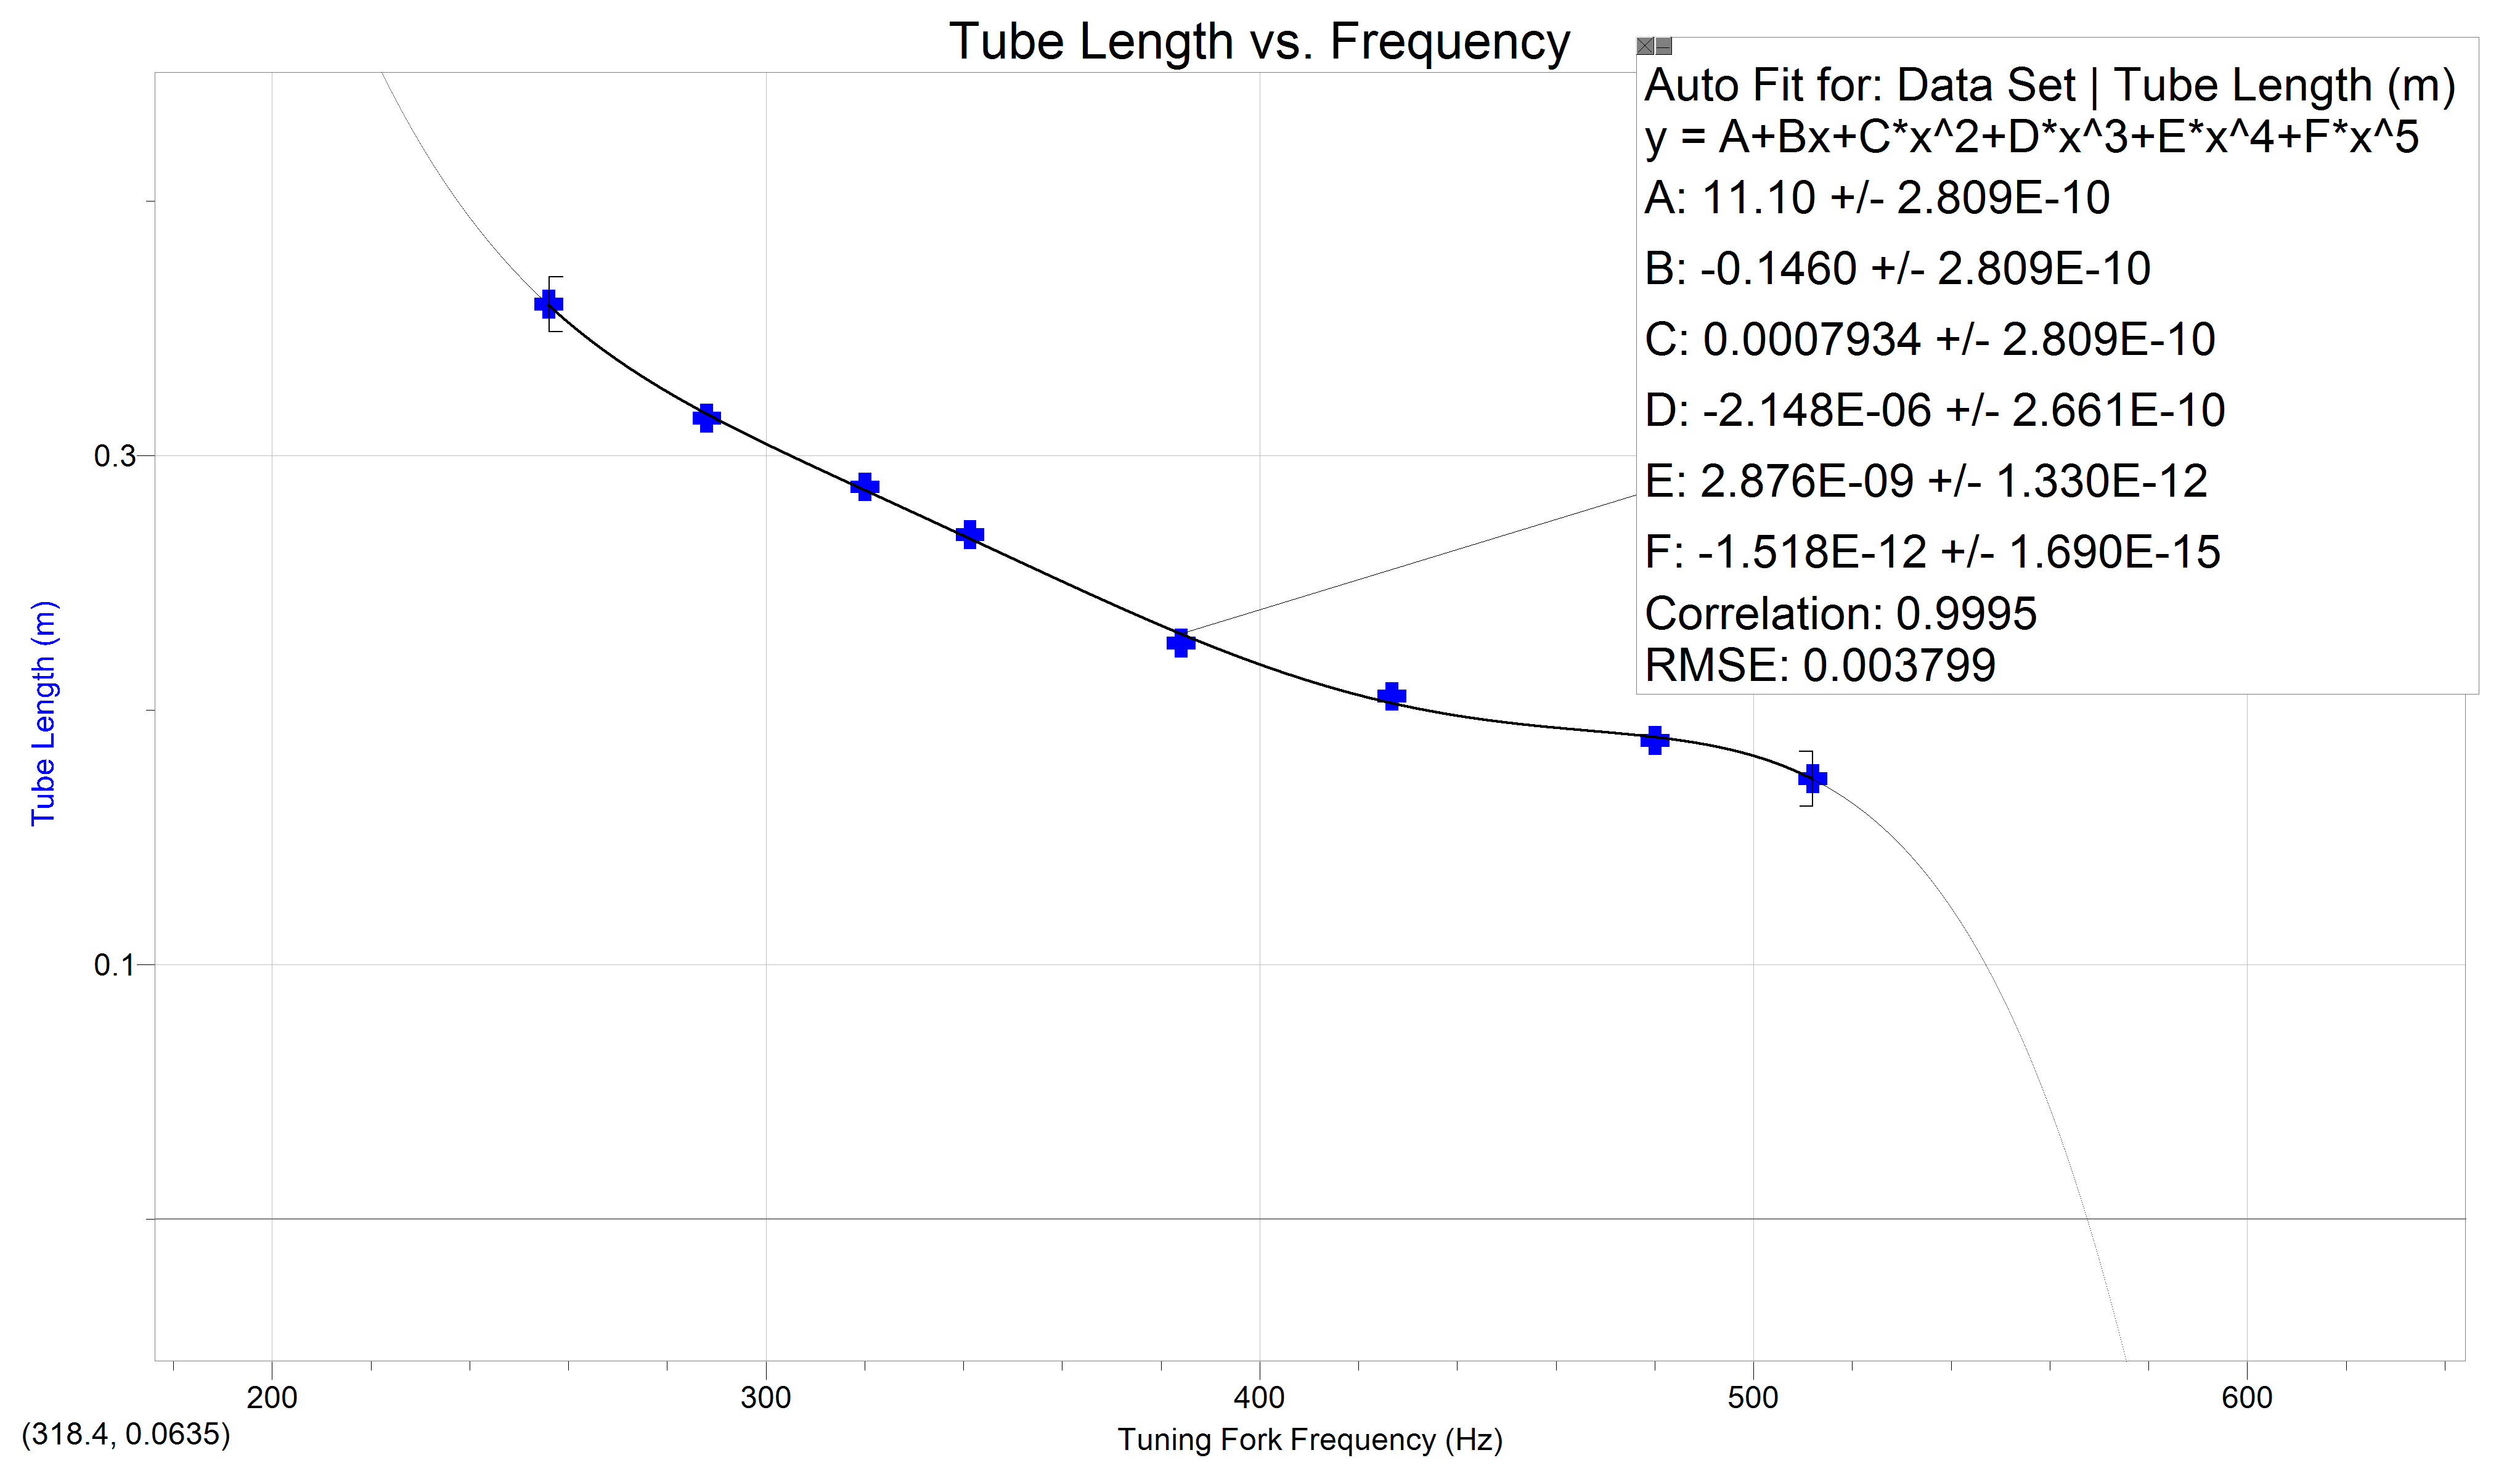 Tube Length vs. Frequency
Auto Fit for: Data Set | Tube Length (m)
y = A+Bx+C*x^2+D*x^3+E*x^4+F*x^5
A: 11.10 +/- 2.809E-10
B: -0.1460 +/- 2.809E-10
C: 0.0007934 +/- 2.809E-10
D: -2.148E-06 +/- 2.661E-10
E: 2.876E-09 +/- 1.330E-12
F: -1.518E-12 +/- 1.690E-15
Correlation: 0.9995
RMSE: 0.003799
0.3
Tube Length (m)
0.1
200 300 400 500 600
(318.4, 0.0635)
Tuning Fork Frequency (Hz)